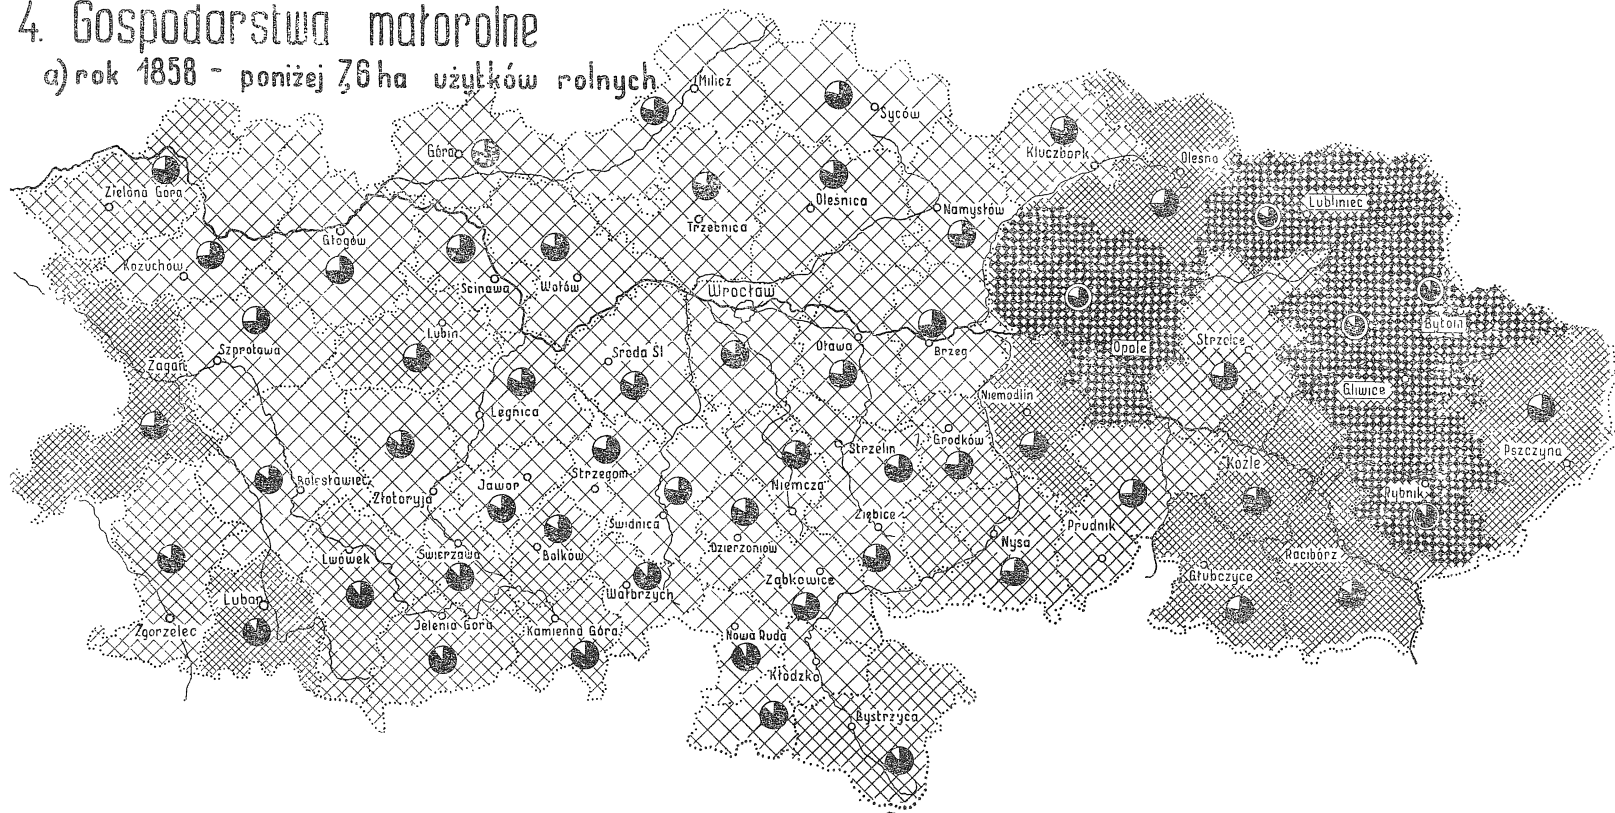 4. Gospodarstwa małorolne
a) rok 1858 - poniżej 7,6 ha użytków rolnych
Milicz
Syców
Góra
Kluczbork
Olesno
Zielona Góra
Lubliniec
Oleśnica
Namysłów
Trzebnica
Głogów
Kożuchów
Ścinawa
Wołów
Wrocław
Lubin
Bytom
Szprotawa
Środa Śl
Oława
Brzeg
Opole
Strzelce
Żagań
Gliwice
Niemodlin
Legnica
Strzelin
Grodków
Pszczyna
Koźle
Strzegom
Bolesławiec
Złotoryja
Jawor
Niemcza
Rybnik
Świdnica
Ziębice
Prudnik
Dzierżoniów
Nysa
Świerzawa
Bolków
Racibórz
Lwówek
Ząbkowice
Głubczyce
Wałbrzych
Lubań
Zgorzelec
Jelenia Góra
Kamienna Góra
Nowa Ruda
Kłódzko
Bystrzyca